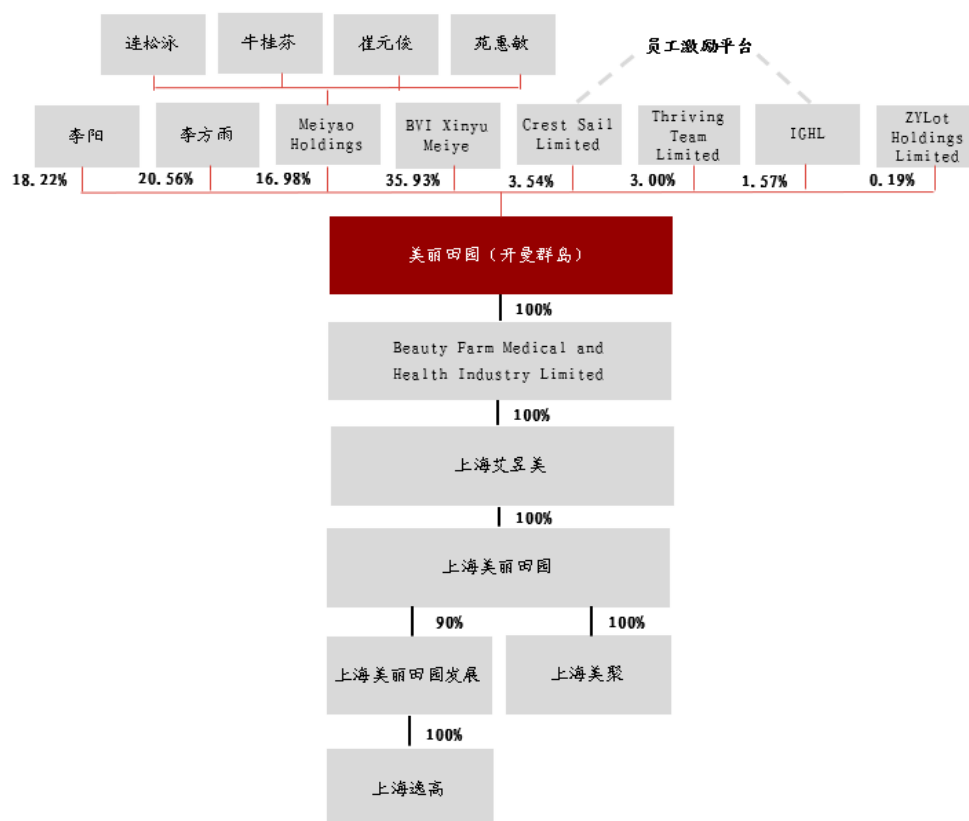 连松泳
牛桂芬
崔元俊
苑惠敏
员工激励平台
李阳
李方雨
Meiyao
Holdings
BVI Xinyu
Meiye
Crest Sail
Limited
Thriving
Team
Limited
IGHL
ZYLot
Holdings
Limited
18.22%
20.56%
16.98%
35.93%
3.54%
3.00%
1.57%
0.19%
美丽田园（开曼群岛）
100%
Beauty Farm Medical and
Health Industry Limited
100%
上海艾昱美
100%
上海美丽田园
90%
100%
上海美丽田园发展
上海美聚
100%
上海逸高